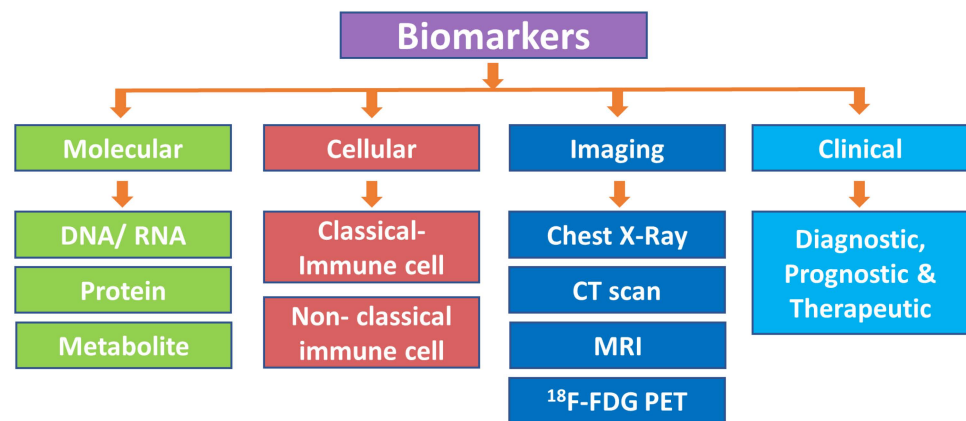 Biomarkers
Molecular
Cellular
Imaging
Clinical
DNA/ RNA
Protein
Metabolite
Classical-
Immune cell
Non- classical
immune cell
Chest X-Ray
CT scan
MRI
¹⁸F-FDG PET
Diagnostic,
Prognostic &
Therapeutic